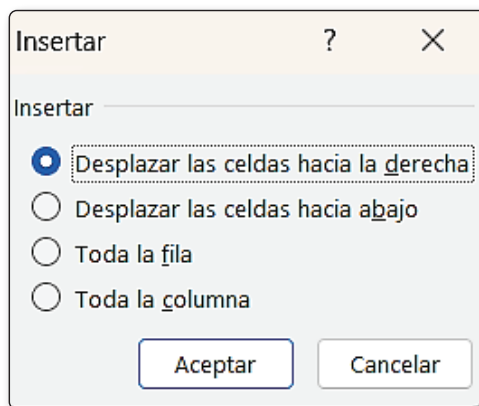 Insertar ?
Insertar
Desplazar las celdas hacia la derecha
Desplazar las celdas hacia abajo
Toda la fila
Toda la columna
Aceptar Cancelar